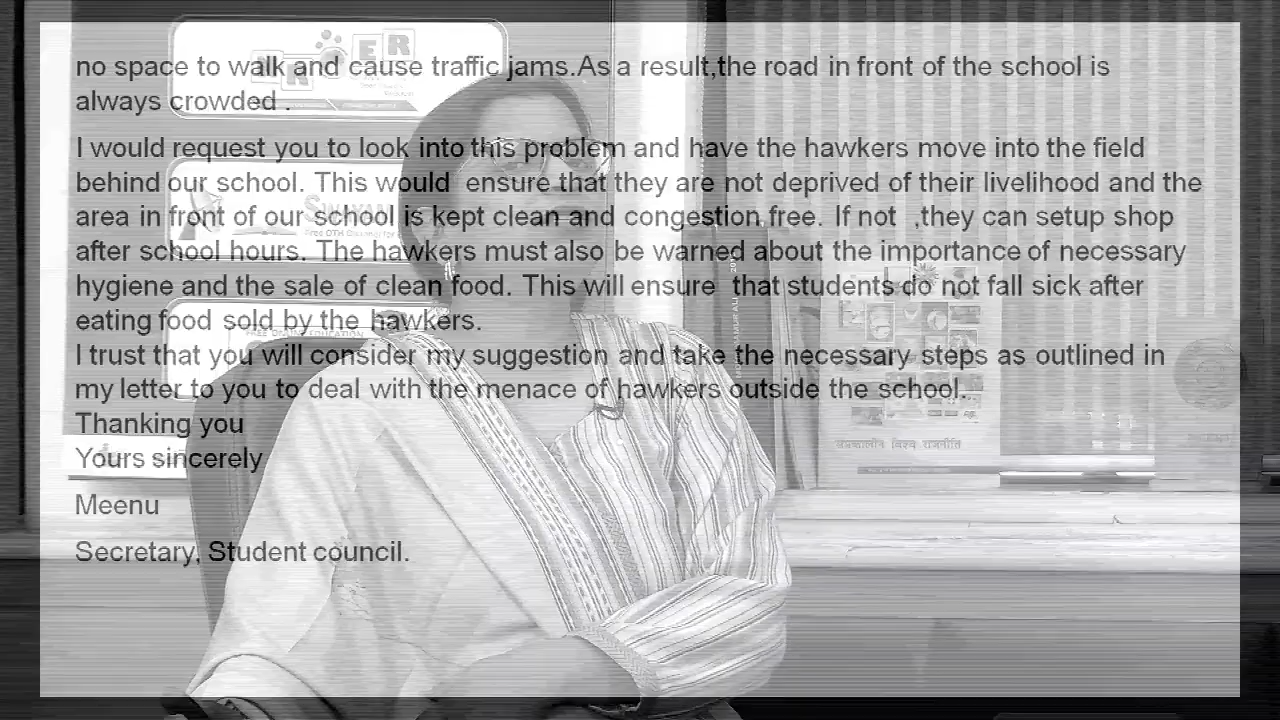 no space to walk and cause traffic jams.As a result,the road in front of the school is
always crowded .
I would request you to look into this problem and have the hawkers move into the field
behind our school. This would ensure that they are not deprived of their livelihood and the
area in front of our school is kept clean and congestion free. If not ,they can setup shop
after school hours. The hawkers must also be warned about the importance of necessary
hygiene and the sale of clean food. This will ensure that students do not fall sick after
eating food sold by the hawkers.
I trust that you will consider my suggestion and take the necessary steps as outlined in
my letter to you to deal with the menace of hawkers outside the school.
Thanking you
Yours sincerely
Meenu
Secretary, Student council.
समकालीन विश्व राजनीति